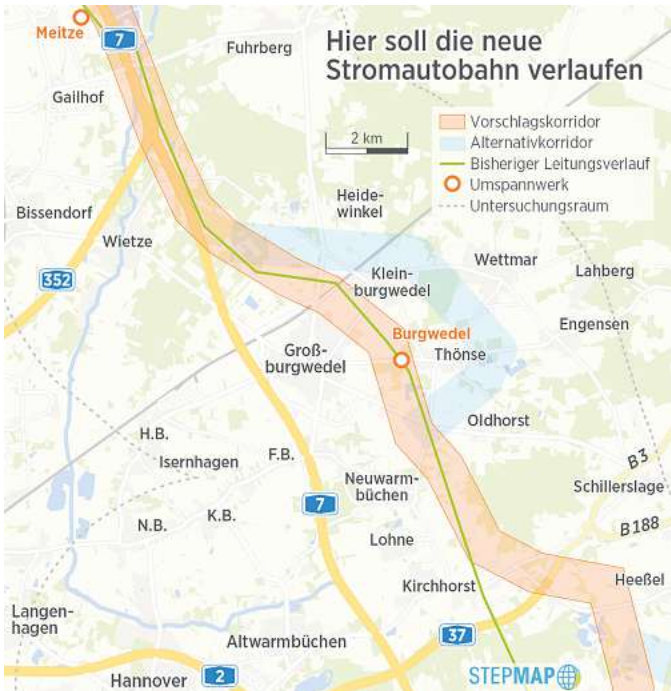 Meitze
7
Fuhrberg
Hier soll die neue
Stromautobahn verlaufen
Gailhof
2 km
Vorschlagskorridor
Alternativkorridor
Bisheriger Leitungsverlauf
Umspannwerk
Untersuchungsraum
Heide-
winkel
Bissendorf
Wietze
352
Klein-
burgwedel
Wettmar
Lahberg
Engensen
Burgwedel
Groß-
burgwedel
Thönse
Oldhorst
H.B.
Isernhagen
F.B.
B3
Neuwarm-
büchen
Schillerslage
7
N.B.
K.B.
B188
Lohne
Heeßel
Kirchhorst
Langen-
hagen
Altwarmbüchen
37
Hannover
2
STEPMAP